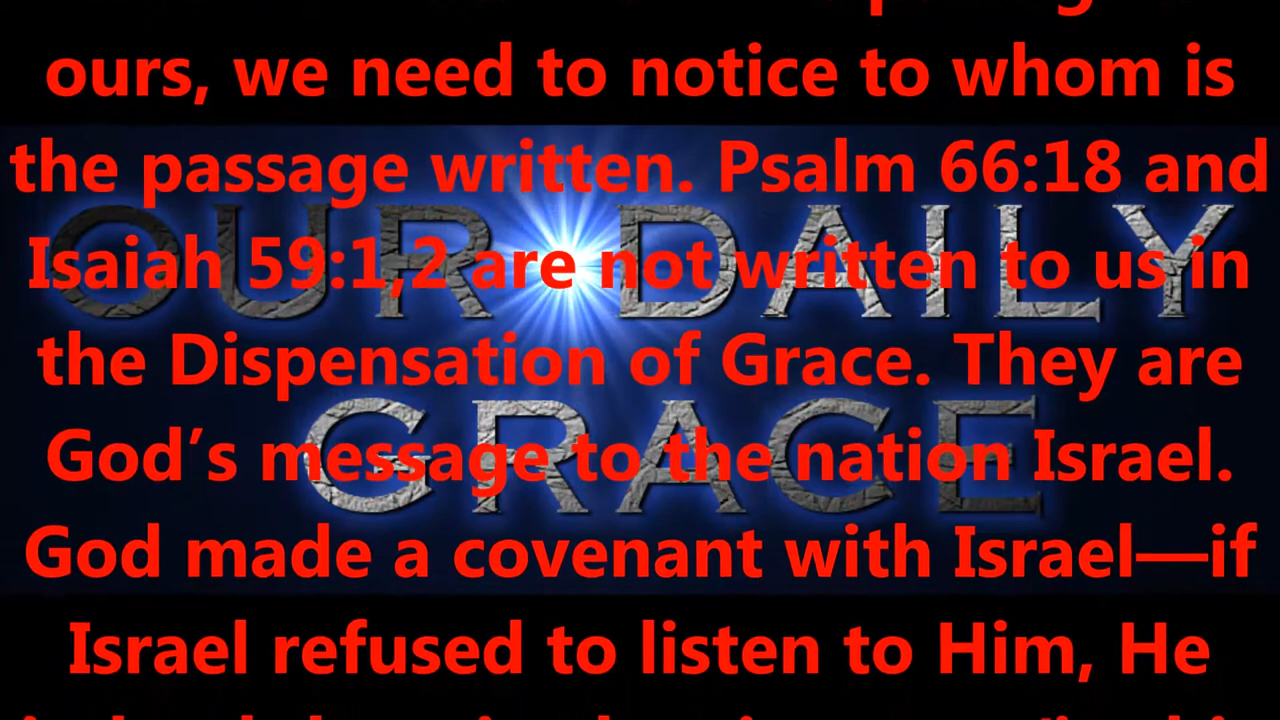 ours, we need to notice to whom is
the passage written. Psalm 66:18 and
Isaiah 59:1,2 are not written to us in
the Dispensation of Grace. They are
God’s message to the nation Israel.
God made a covenant with Israel—if
Israel refused to listen to Him, He
OUR DAILY
GRACE